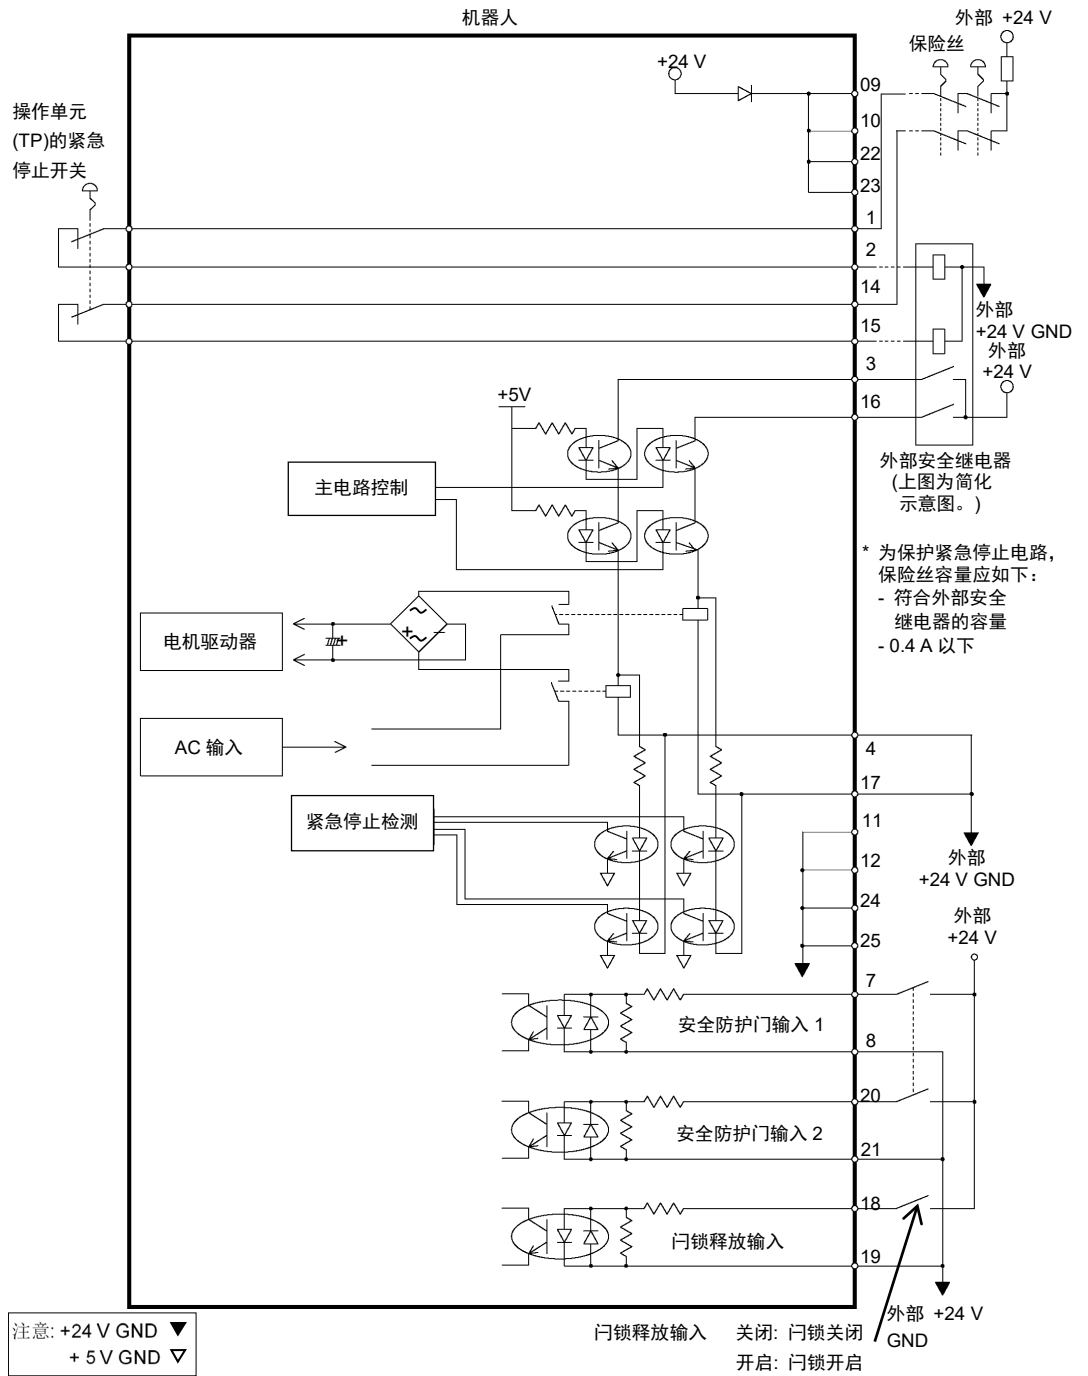 机器人
外部 +24 V
保险丝
+24 V
09
10
22
23
操作单元
(TP)的紧急
停止开关
1
2
14
15
外部
+24 V GND
外部
+24 V
3
16
+5V
主电路控制
外部安全继电器
(上图为简化
示意图。)
* 为保护紧急停止电路，
保险丝容量应如下：
- 符合外部安全
继电器的容量
- 0.4 A 以下
电机驱动器
AC 输入
4
17
紧急停止检测
11
12
24
25
外部
+24 V GND
外部
+24 V
7
安全防护门输入 1
8
20
安全防护门输入 2
21
18
闩锁释放输入
19
外部 +24 V
GND
注意: +24 V GND ▼
+ 5 V GND ▽
闩锁释放输入 关闭: 闩锁关闭
开启: 闩锁开启